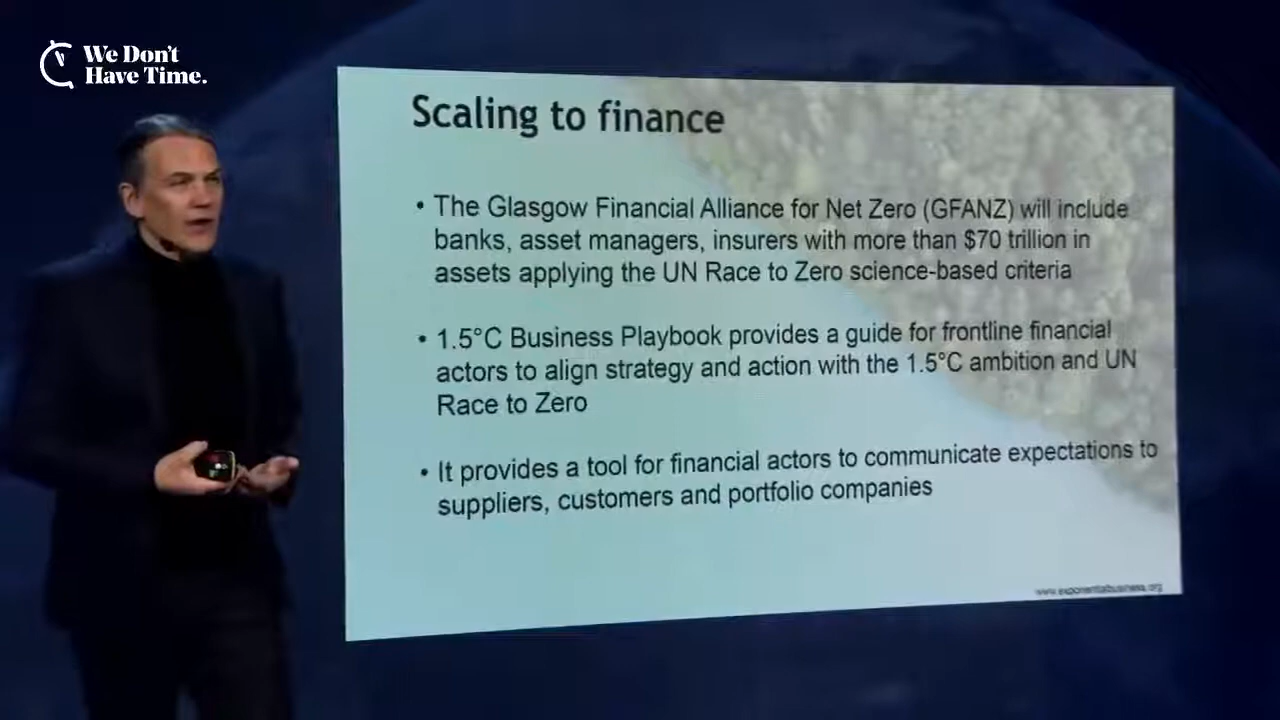 We Don't
Have Time.
Scaling to finance
• The Glasgow Financial Alliance for Net Zero (GFANZ) will include
banks, asset managers, insurers with more than $70 trillion in
assets applying the UN Race to Zero science-based criteria
• 1.5°C Business Playbook provides a guide for frontline financial
actors to align strategy and action with the 1.5°C ambition and UN
Race to Zero
• It provides a tool for financial actors to communicate expectations to
suppliers, customers and portfolio companies